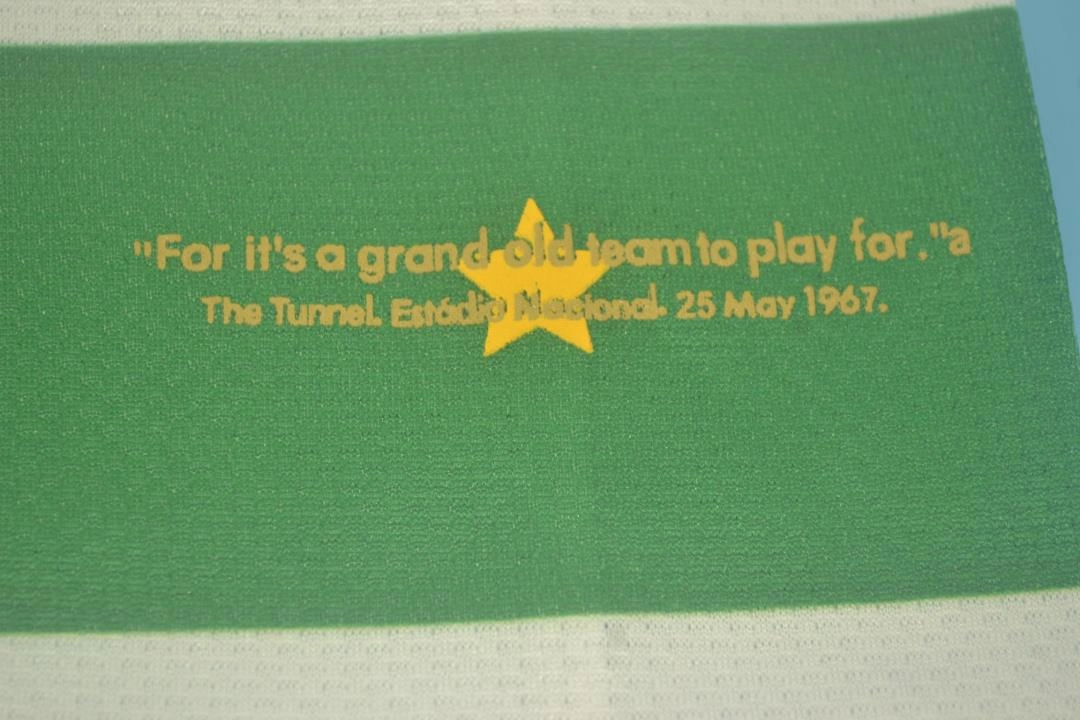 "For it's a grand old team to play for."a
The Tunnel. Estádio Nacional. 25 May 1967.